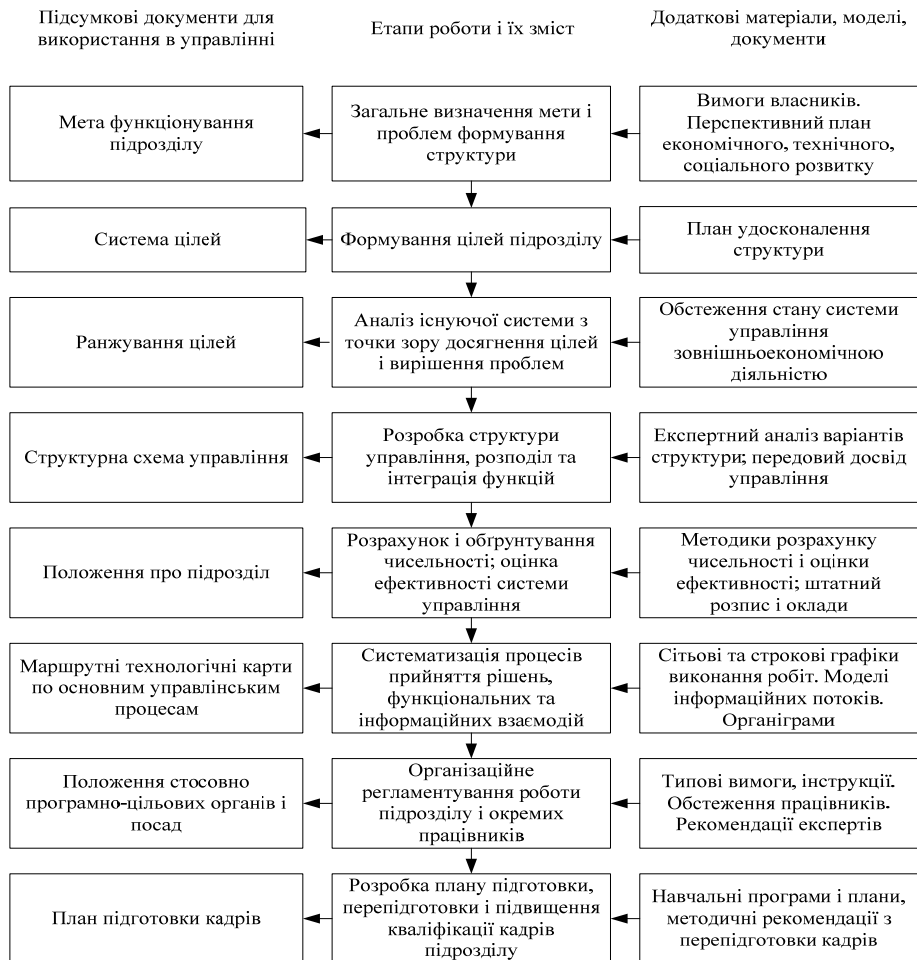 Підсумкові документи для
використання в управлінні
Етапи роботи і їх зміст
Додаткові матеріали, моделі,
документи
Мета функціонування
підрозділу
Загальне визначення мети і
проблем формування
структури
Вимоги власників.
Перспективний план
економічного, технічного,
соціального розвитку
Система цілей
Формування цілей підрозділу
План удосконалення
структури
Ранжування цілей
Аналіз існуючої системи з
точки зору досягнення цілей
і вирішення проблем
Обстеження стану системи
управління
зовнішньоекономічною
діяльністю
Структурна схема управління
Розробка структури
управління, розподіл та
інтеграція функцій
Експертний аналіз варіантів
структури; передовий досвід
управління
Положення про підрозділ
Розрахунок і обґрунтування
чисельності; оцінка
ефективності системи
управління
Методики розрахунку
чисельності і оцінки
ефективності; штатний
розпис і оклади
Маршрутні технологічні карти
по основним управлінським
процесам
Систематизація процесів
прийняття рішень,
функціональних та
інформаційних взаємодій
Сітьові та строкові графіки
виконання робіт. Моделі
інформаційних потоків.
Органіграми
Положення стосовно
програмно-цільових органів і
посад
Організаційне
регламентування роботи
підрозділу і окремих
працівників
Типові вимоги, інструкції.
Обстеження працівників.
Рекомендації експертів
План підготовки кадрів
Розробка плану підготовки,
перепідготовки і підвищення
кваліфікації кадрів
підрозділу
Навчальні програми і плани,
методичні рекомендації з
перепідготовки кадрів